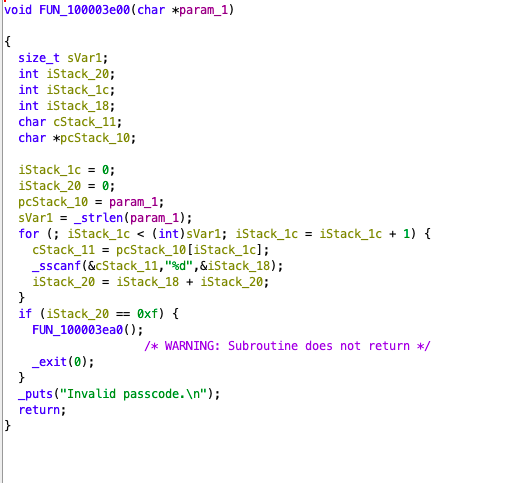 void FUN_100003e00(char *param_1)
{
size_t sVar1;
int iStack_20;
int iStack_1c;
int iStack_18;
char cStack_11;
char *pcStack_10;
iStack_1c = 0;
iStack_20 = 0;
pcStack_10 = param_1;
sVar1 = _strlen(param_1);
for (; iStack_1c < (int)sVar1; iStack_1c = iStack_1c + 1) {
cStack_11 = pcStack_10[iStack_1c];
_sscanf(&cStack_11,"%d",&iStack_18);
iStack_20 = iStack_18 + iStack_20;
}
if (iStack_20 == 0xf) {
FUN_100003ea0();
/* WARNING: Subroutine does not return */
_exit(0);
}
_puts("Invalid passcode.\n");
return;
}